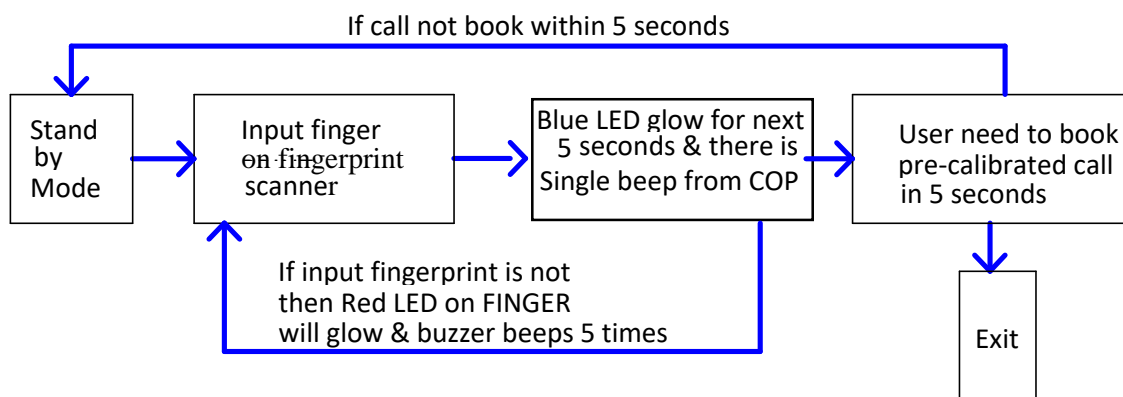 If call not book within 5 seconds
Stand
by
Mode
Input finger
on fingerprint
scanner
Blue LED glow for next
5 seconds & there is
Single beep from COP
User need to book
pre-calibrated call
in 5 seconds
If input fingerprint is not
then Red LED on FINGER
will glow & buzzer beeps 5 times
Exit